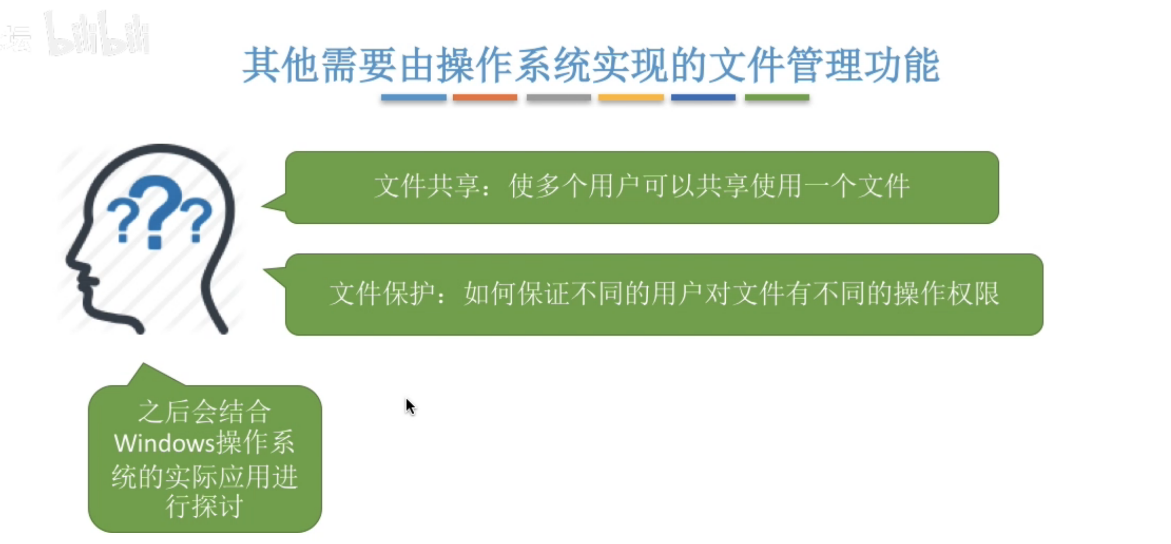 坛 bilibili
其他需要由操作系统实现的文件管理功能
???
文件共享：使多个用户可以共享使用一个文件
文件保护：如何保证不同的用户对文件有不同的操作权限
之后会结合
Windows操作系
统的实际应用进
行探讨